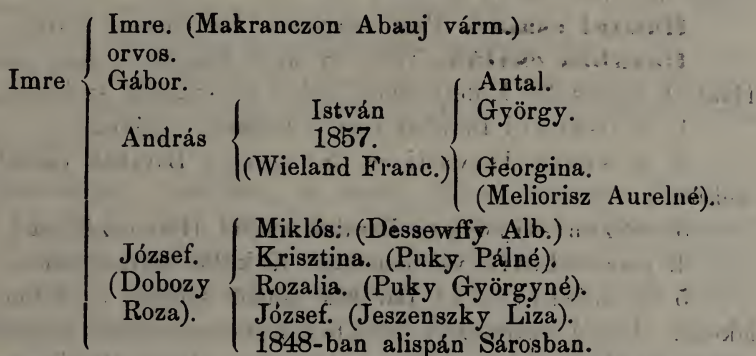 Imre. (Makranczon Abauj várm.)
orvos.
Imre Gábor.
Antal.
István György.
András 1857.
(Wieland Franc.) Georgina.
(Meliorisz Aurelné).
Miklós. (Dessewffy Alb.)
József. Krisztina. (Puky Pálné).
(Dobozy Rozalia. (Puky Györgyné).
Roza). József. (Jeszenszky Liza).
1848-ban alispán Sárosban.